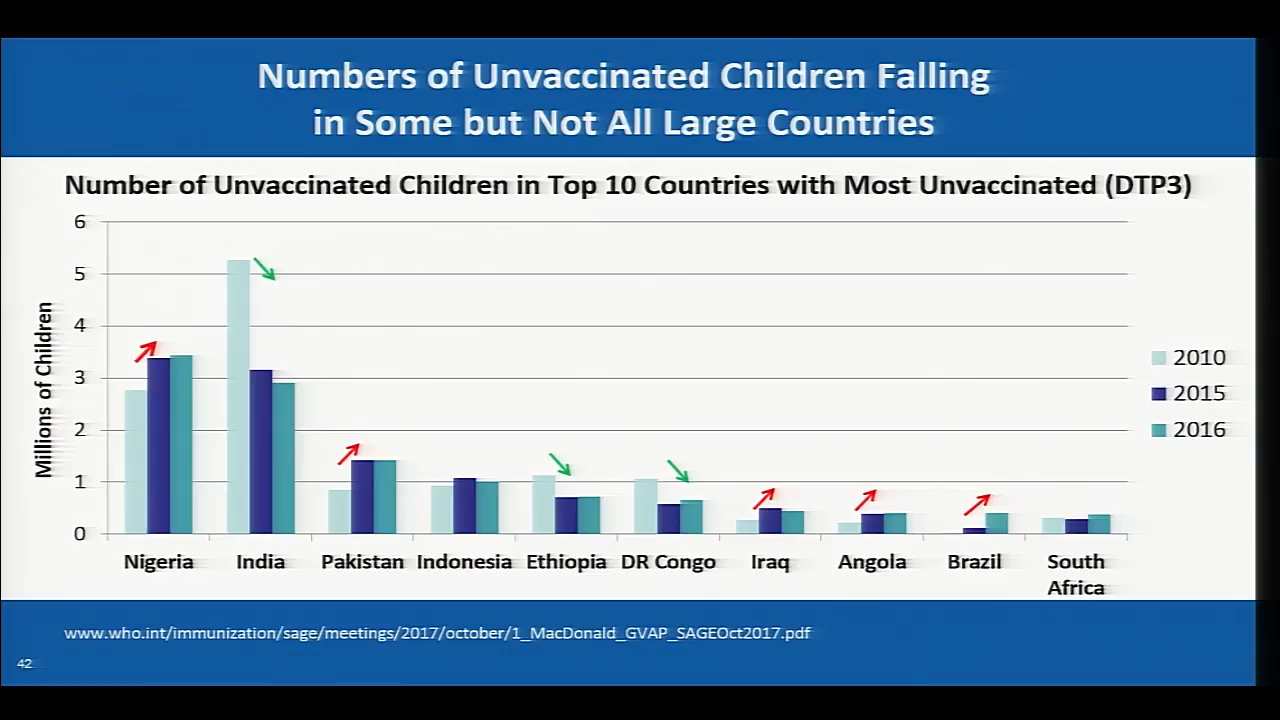 Numbers of Unvaccinated Children Falling
in Some but Not All Large Countries
Number of Unvaccinated Children in Top 10 Countries with Most Unvaccinated (DTP3)
Millions of Children
6
5
4
3
2
1
0
Nigeria India Pakistan Indonesia Ethiopia DR Congo Iraq Angola Brazil South Africa
2010
2015
2016
www.who.int/immunization/sage/meetings/2017/october/1_MacDonald_GVAP_SAGEOct2017.pdf
42